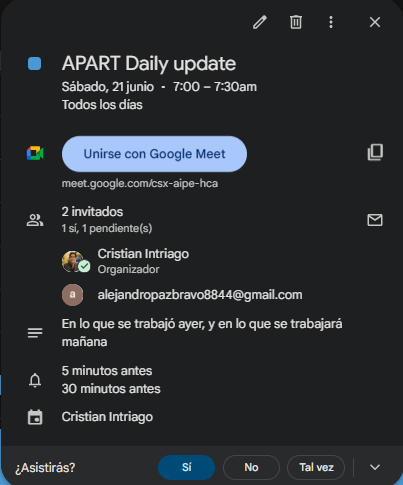 APART Daily update
Sábado, 21 junio • 7:00 – 7:30am
Todos los días
Unirse con Google Meet
meet.google.com/csx-aipe-hca
2 invitados
1 sí, 1 pendiente(s)
Cristian Intriago
Organizador
a
alejandropazbravo8844@gmail.com
En lo que se trabajó ayer, y en lo que se trabajará
mañana
5 minutos antes
30 minutos antes
Cristian Intriago
¿Asistirás?
Sí
No
Tal vez